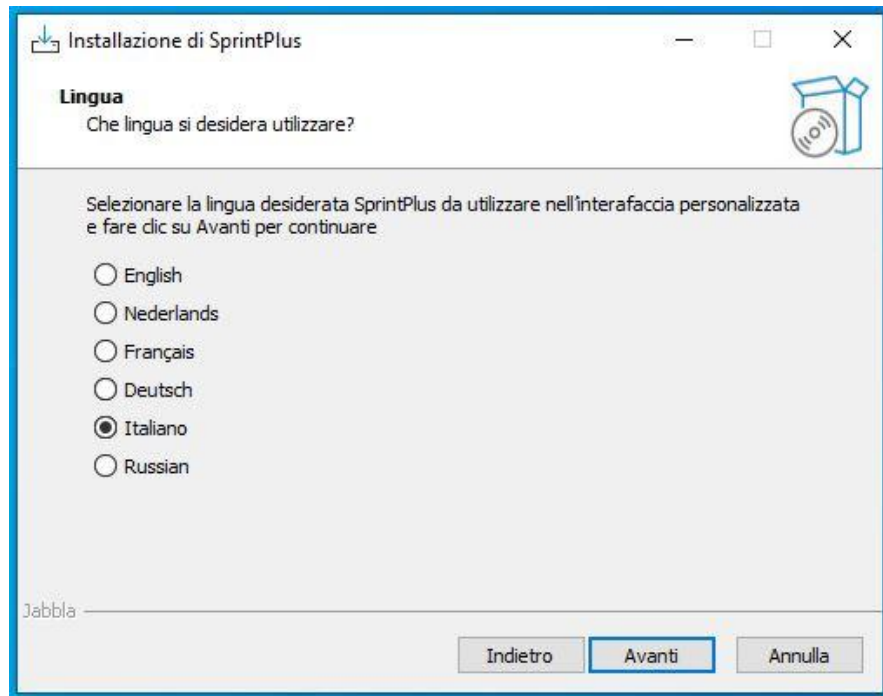 Installazione di SprintPlus
Lingua
Che lingua si desidera utilizzare?
Selezionare la lingua desiderata SprintPlus da utilizzare nell'interafaccia personalizzata
e fare clic su Avanti per continuare
English
Nederlands
Français
Deutsch
Italiano
Russian
Jabbla
Indietro
Avanti
Annulla